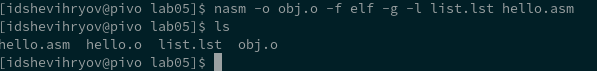 [idshevihryov@pivo lab05]$ nasm -o obj.o -f elf -g -l list.lst hello.asm
[idshevihryov@pivo lab05]$ ls
hello.asm  hello.o  list.lst  obj.o
[idshevihryov@pivo lab05]$